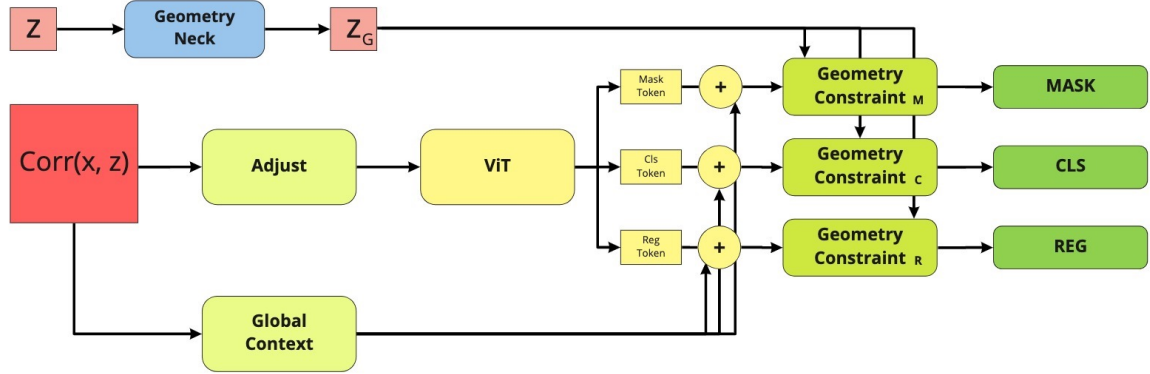 Z
Geometry
Neck
Z G
Corr(x, z)
Adjust
ViT
Global
Context
Mask
Token
+
Geometry
Constraint M
MASK
Cls
Token
+
Geometry
Constraint C
CLS
Reg
Token
+
Geometry
Constraint R
REG